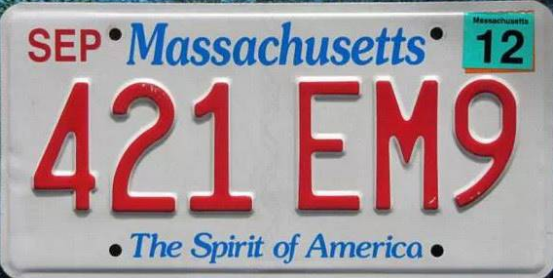 SEP Massachusetts
Massachusetts
12
421 EM9
The Spirit of America